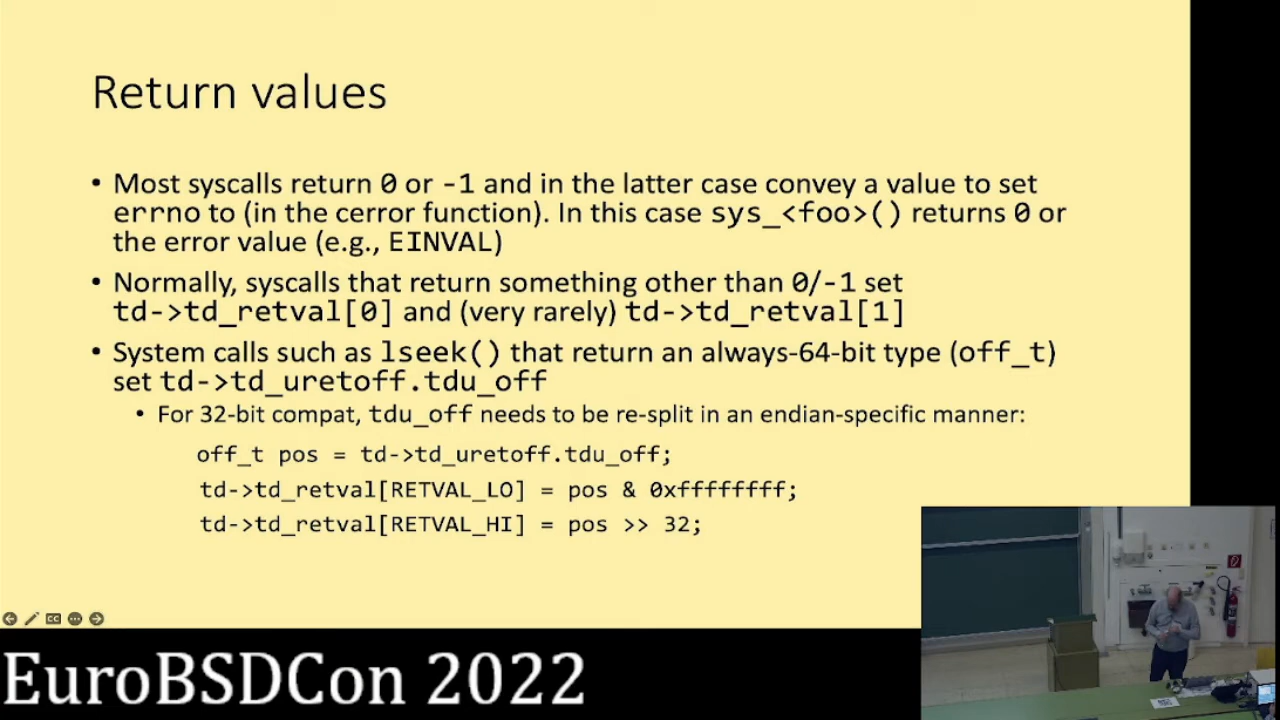 Return values
• Most syscalls return 0 or -1 and in the latter case convey a value to set
errno to (in the cerror function). In this case sys_<foo>() returns 0 or
the error value (e.g., EINVAL)
• Normally, syscalls that return something other than 0/-1 set
td->td_retval[0] and (very rarely) td->td_retval[1]
• System calls such as lseek() that return an always-64-bit type (off_t)
set td->td_uretoff.tdu_off
• For 32-bit compat, tdu_off needs to be re-split in an endian-specific manner:
off_t pos = td->td_uretoff.tdu_off;
td->td_retval[RETVAL_LO] = pos & 0xffffffff;
td->td_retval[RETVAL_HI] = pos >> 32;
CC
EuroBSDCon 2022